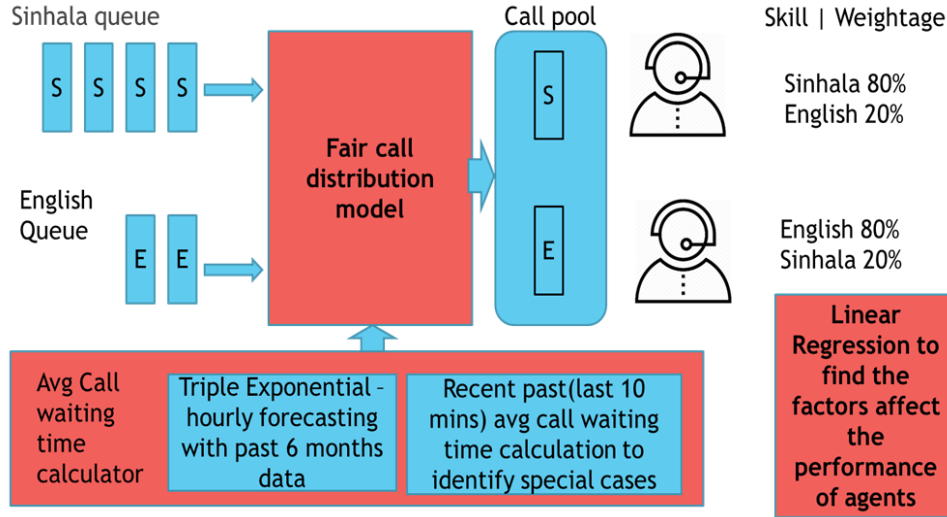 Sinhala queue
Call pool
Skill | Weightage
S S S S
S
Sinhala 80%
English 20%
Fair call
distribution
model
English
Queue
E E
E
English 80%
Sinhala 20%
Avg Call
waiting
time
calculator
Triple Exponential –
hourly forecasting
with past 6 months
data
Recent past(last 10
mins) avg call waiting
time calculation to
identify special cases
Linear
Regression to
find the
factors affect
the
performance
of agents